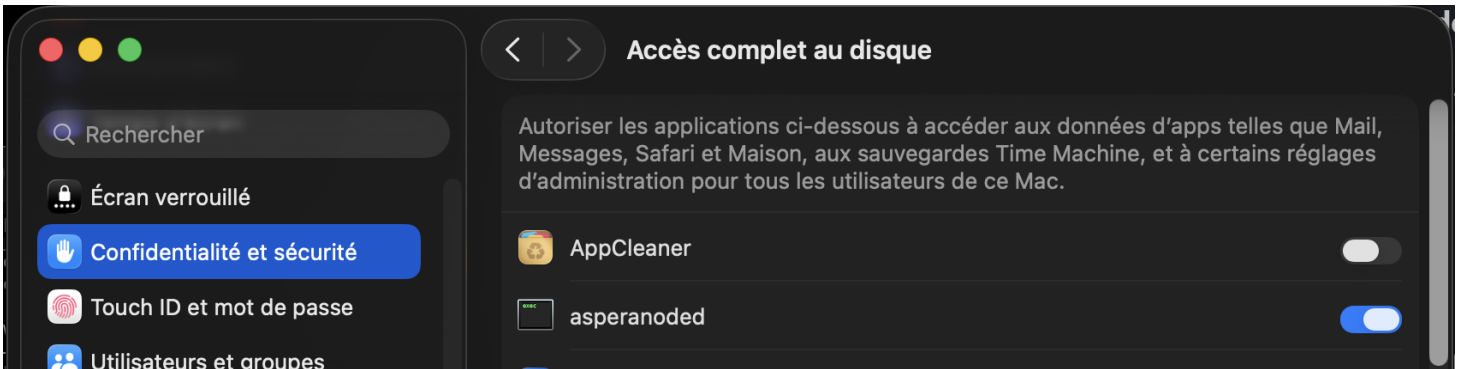 Accès complet au disque
Rechercher
Autoriser les applications ci-dessous à accéder aux données d’apps telles que Mail,
Messages, Safari et Maison, aux sauvegardes Time Machine, et à certains réglages
d’administration pour tous les utilisateurs de ce Mac.
Écran verrouillé
Confidentialité et sécurité
Touch ID et mot de passe
Utilisateurs et groupes
AppCleaner
exec
asperanoded